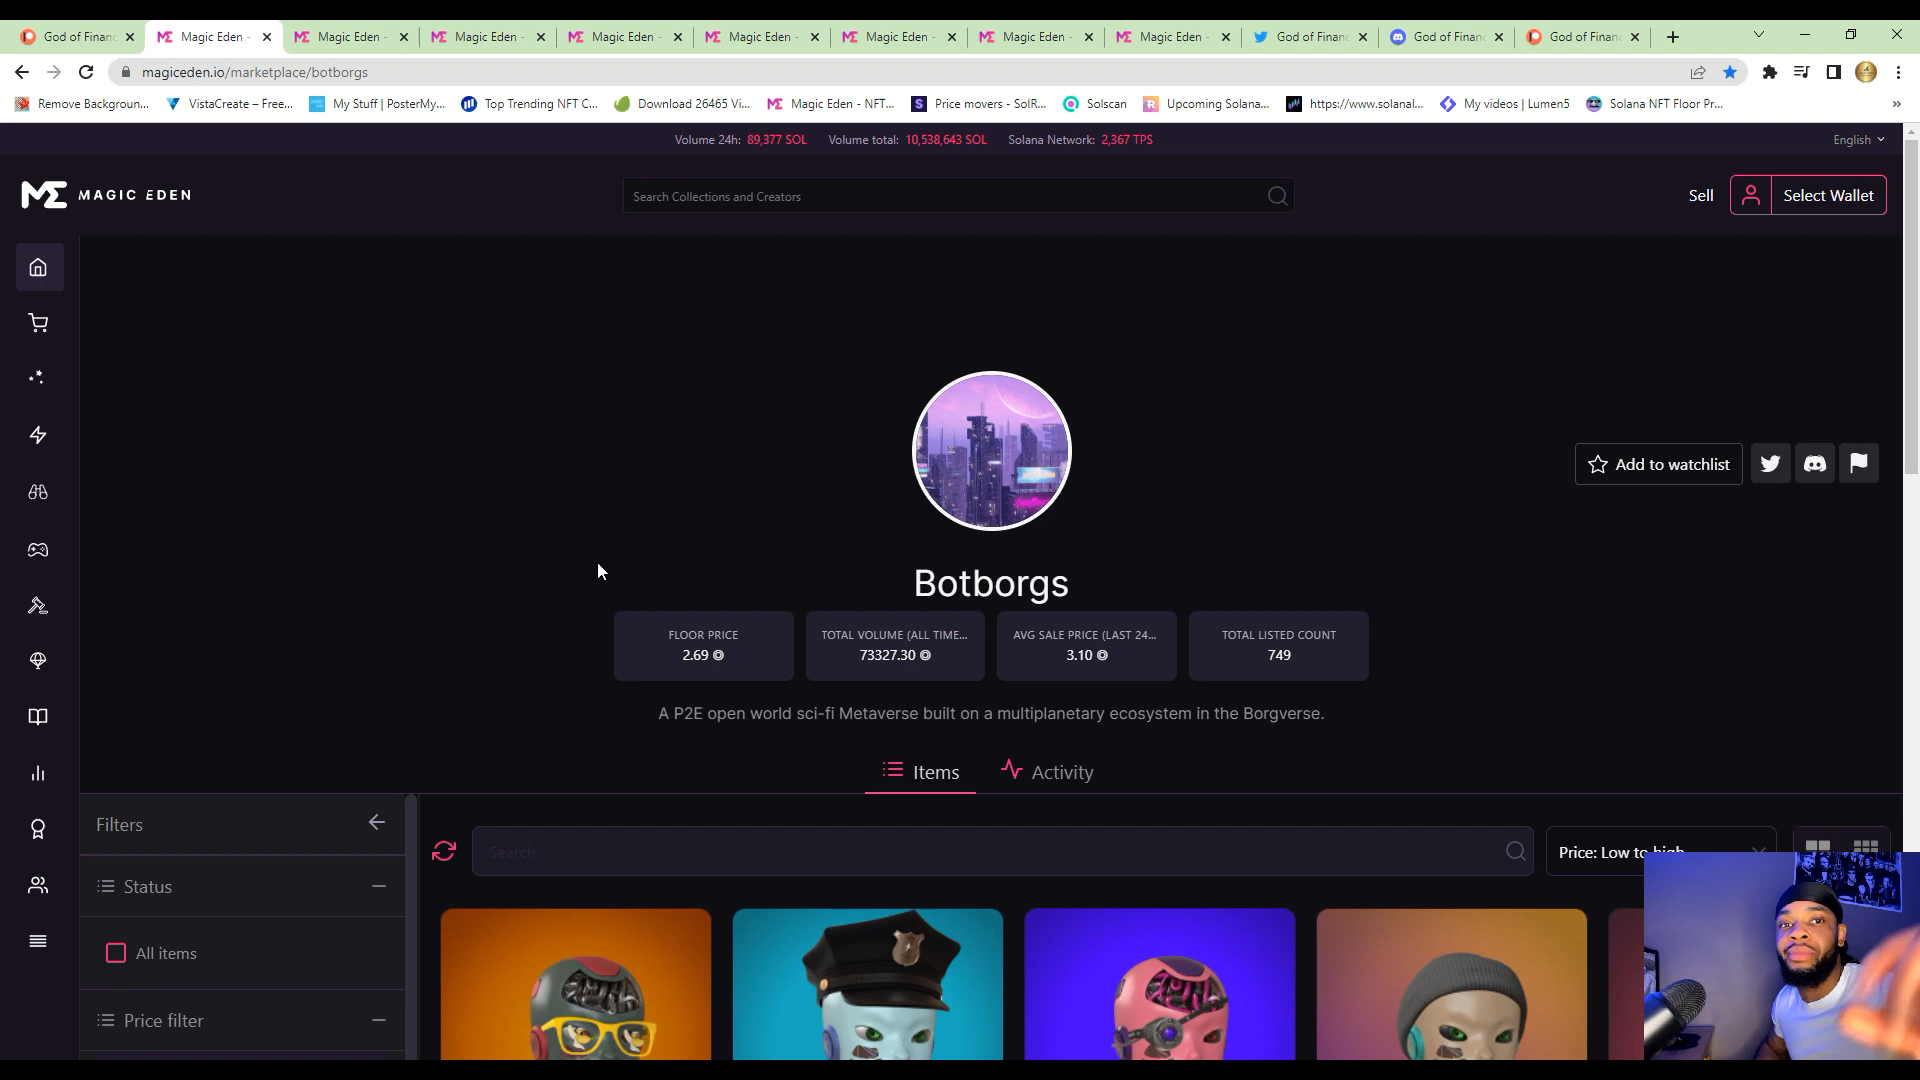 God of Financ
Magic Eden -
Magic Eden -
Magic Eden -
Magic Eden -
Magic Eden -
Magic Eden -
Magic Eden -
Magic Eden -
God of Financ
God of Financ
God of Financ
magiceden.io/marketplace/botborgs
Remove Backgroun...
VistaCreate – Free...
My Stuff | PosterMy...
Top Trending NFT C...
Download 26465 Vi...
Magic Eden - NFT...
Price movers - SolR...
Solscan
Upcoming Solana...
https://www.solanal...
My videos | Lumen5
Solana NFT Floor Pr...
»
Volume 24h: 89,377 SOL Volume total: 10,538,643 SOL Solana Network: 2,367 TPS
English
MAGIC EDEN
Search Collections and Creators
Sell
Select Wallet
Add to watchlist
Botborgs
FLOOR PRICE
2.69
TOTAL VOLUME (ALL TIME...
73327.30
AVG SALE PRICE (LAST 24...
3.10
TOTAL LISTED COUNT
749
A P2E open world sci-fi Metaverse built on a multiplanetary ecosystem in the Borgverse.
Items
Activity
Filters
Search
Price: Low to high
Status
All items
Price filter